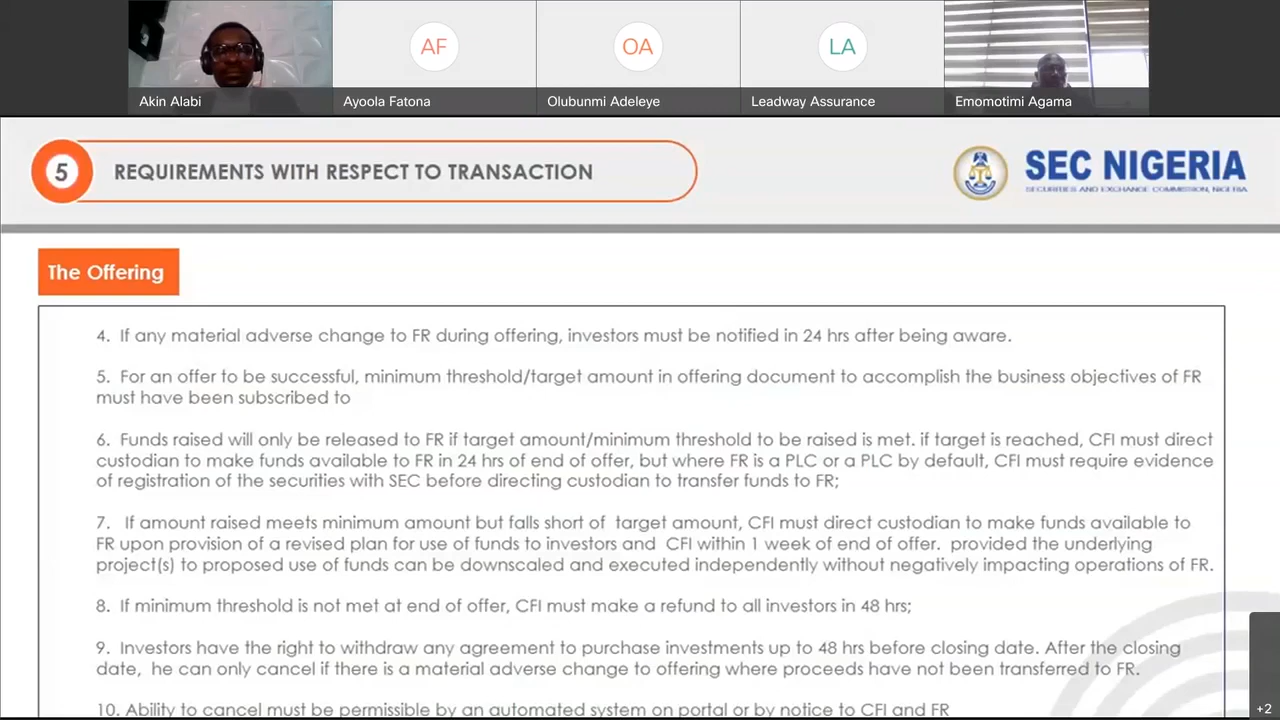 AF
OA
LA
Akin Alabi
Ayoola Fatona
Olubunmi Adeleye
Leadway Assurance
Emomotimi Agama
5
REQUIREMENTS WITH RESPECT TO TRANSACTION
SEC NIGERIA
SECURITIES AND EXCHANGE COMMISSION, NIGERIA
The Offering
4. If any material adverse change to FR during offering, investors must be notified in 24 hrs after being aware.
5. For an offer to be successful, minimum threshold/target amount in offering document to accomplish the business objectives of FR
must have been subscribed to
6. Funds raised will only be released to FR if target amount/minimum threshold to be raised is met. if target is reached, CFI must direct
custodian to make funds available to FR in 24 hrs of end of offer, but where FR is a PLC or a PLC by default, CFI must require evidence
of registration of the securities with SEC before directing custodian to transfer funds to FR;
7. If amount raised meets minimum amount but falls short of target amount, CFI must direct custodian to make funds available to
FR upon provision of a revised plan for use of funds to investors and CFI within 1 week of end of offer. provided the underlying
project(s) to proposed use of funds can be downscaled and executed independently without negatively impacting operations of FR.
8. If minimum threshold is not met at end of offer, CFI must make a refund to all investors in 48 hrs;
9. Investors have the right to withdraw any agreement to purchase investments up to 48 hrs before closing date. After the closing
date, he can only cancel if there is a material adverse change to offering where proceeds have not been transferred to FR.
10. Ability to cancel must be permissible by an automated system on portal or by notice to CFI and FR
+2